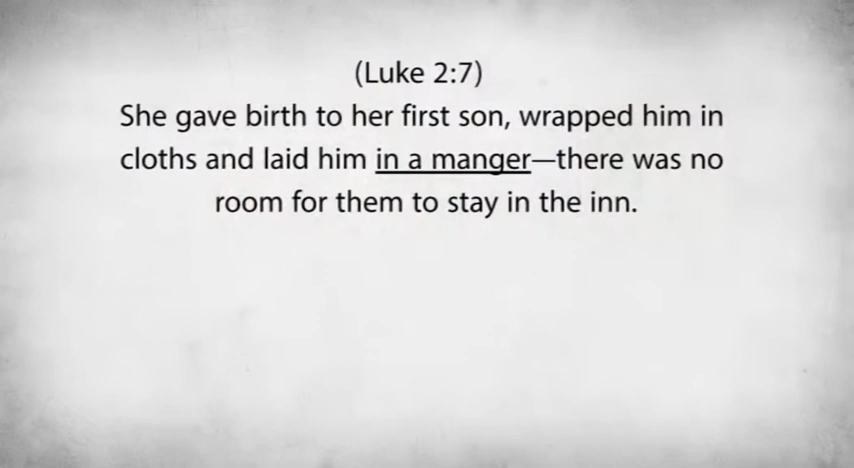 (Luke 2:7)
She gave birth to her first son, wrapped him in
cloths and laid him in a manger—there was no
room for them to stay in the inn.